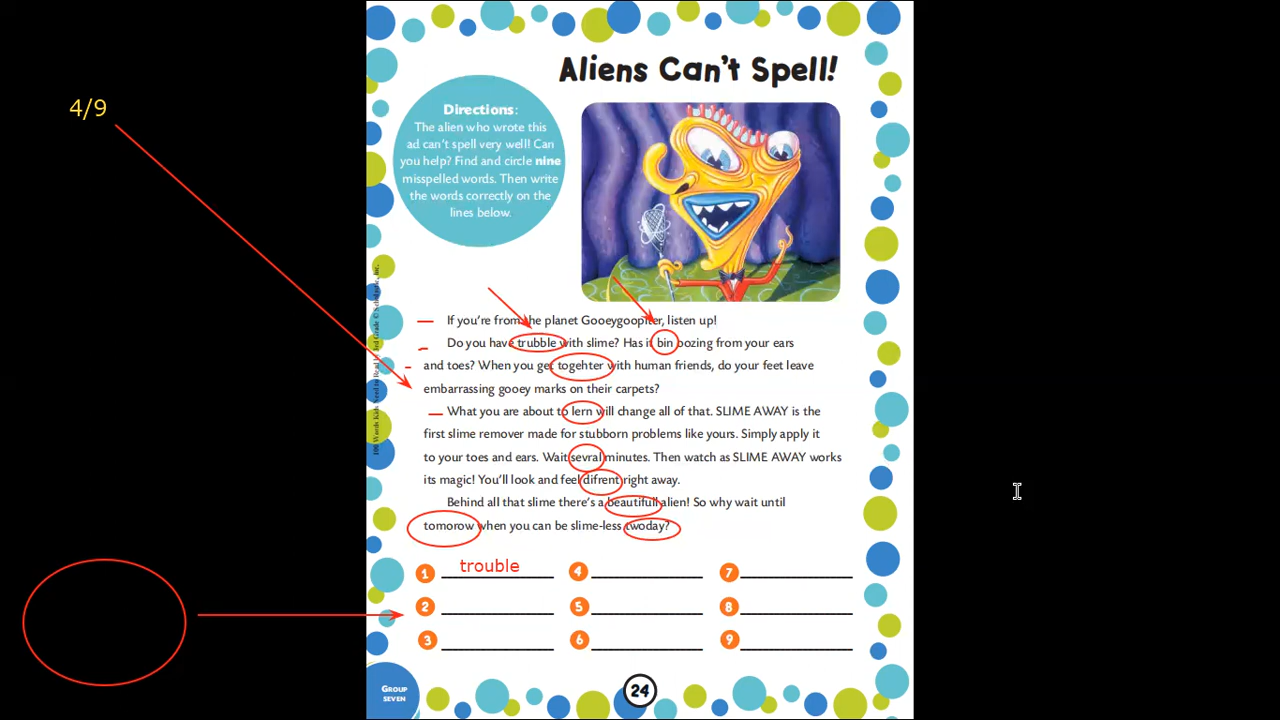 Aliens Can't Spell!
4/9
Directions:
The alien who wrote this
ad can't spell very well! Can
you help? Find and circle nine
misspelled words. Then write
the words correctly on the
lines below.
If you're from the planet Gooeygoopiter, listen up!
Do you have trubble with slime? Has it bin oozing from your ears
and toes? When you get togehter with human friends, do your feet leave
embarrassing gooey marks on their carpets?
What you are about to lern will change all of that. SLIME AWAY is the
first slime remover made for stubborn problems like yours. Simply apply it
to your toes and ears. Wait sevral minutes. Then watch as SLIME AWAY works
its magic! You'll look and feel difrent right away.
Behind all that slime there's a beautifull alien! So why wait until
tomorow when you can be slime-less twoday?
1 trouble 4 7
2 5 8
3 6 9
GROUP
SEVEN
24